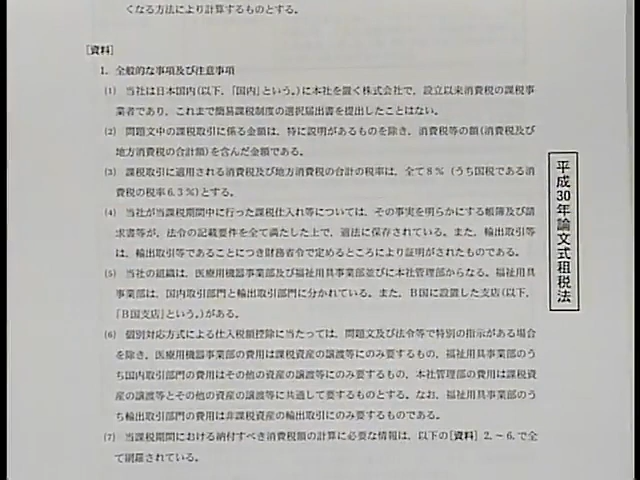 くなる方法により計算するものとする。
[資料]
1. 全般的な事項及び注意事項
(1) 当社は日本国内(以下,「国内」という。)に本社を置く株式会社で,設立以来消費税の課税事
業者であり,これまで簡易課税制度の選択届出書を提出したことはない。
(2) 問題文中の課税取引に係る金額は,特に説明があるものを除き,消費税等の額(消費税及び
地方消費税の合計額)を含んだ金額である。
(3) 課税取引に適用される消費税及び地方消費税の合計の税率は,全て8%(うち国税である消
費税の税率6.3%)とする。
(4) 当社が当課税期間中に行った課税仕入れ等については,その事実を明らかにする帳簿及び請
求書等が,法令の記載要件を全て満たした上で,適法に保存されている。また,輸出取引等
は,輸出取引等であることにつき財務省令で定めるところにより証明がされたものである。
(5) 当社の組織は,医療用機器事業部及び福祉用具事業部並びに本社管理部からなる。福祉用具
事業部は,国内取引部門と輸出取引部門に分かれている。また,B国に設置した支店(以下,
「B国支店」という。)がある。
(6) 個別対応方式による仕入税額控除に当たっては,問題文及び法令等で特別の指示がある場合
を除き,医療用機器事業部の費用は課税資産の譲渡等にのみ要するもの,福祉用具事業部のう
ち国内取引部門の費用はその他の資産の譲渡等にのみ要するもの,本社管理部の費用は課税資
産の譲渡等とその他の資産の譲渡等に共通して要するものとする。なお,福祉用具事業部のう
ち輸出取引部門の費用は非課税資産の輸出取引にのみ要するものである。
(7) 当課税期間における納付すべき消費税額の計算に必要な情報は,以下の[資料]2.~6.で全
て網羅されている。
平成30年論文式租税法